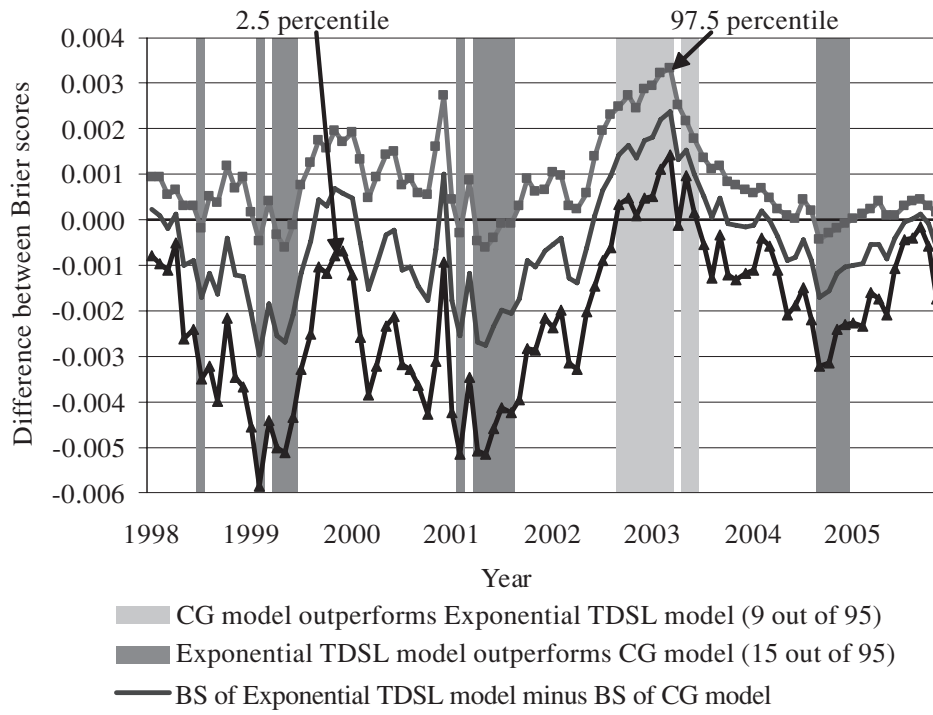 2.5 percentile
97.5 percentile
0.004
0.003
0.002
0.001
0.000
-0.001
-0.002
-0.003
-0.004
-0.005
-0.006
Difference between Brier scores
1998 1999 2000 2001 2002 2003 2004 2005
Year
CG model outperforms Exponential TDSL model (9 out of 95)
Exponential TDSL model outperforms CG model (15 out of 95)
BS of Exponential TDSL model minus BS of CG model